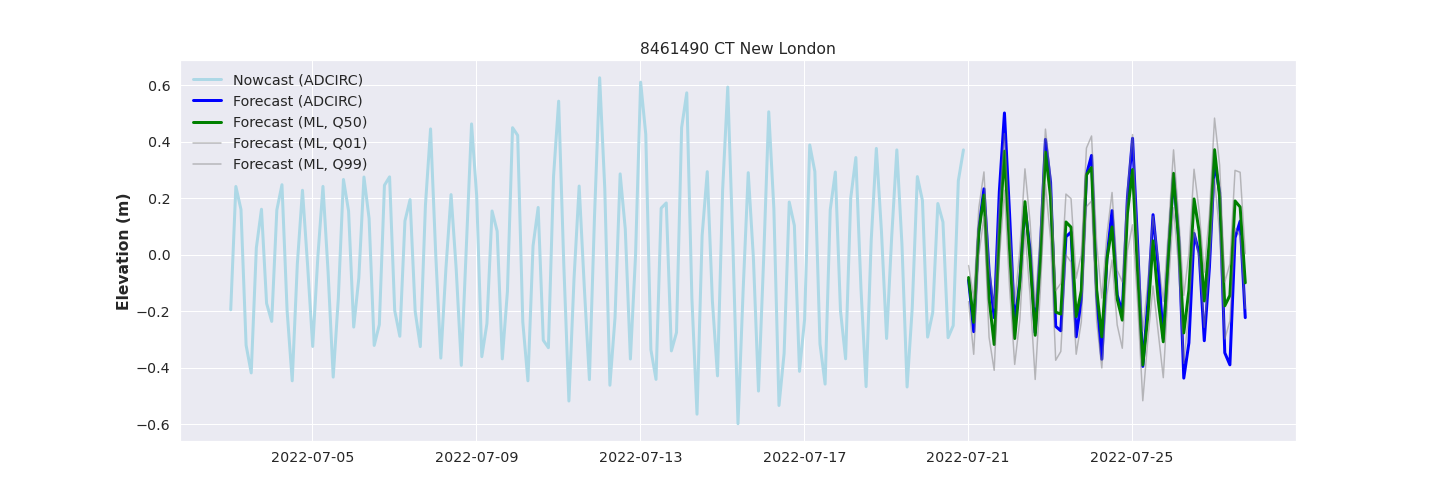 8461490 CT New London
Nowcast (ADCIRC)
Forecast (ADCIRC)
Forecast (ML, Q50)
Forecast (ML, Q01)
Forecast (ML, Q99)
Elevation (m)
0.6
0.4
0.2
0.0
−0.2
−0.4
−0.6
2022-07-05 2022-07-09 2022-07-13 2022-07-17 2022-07-21 2022-07-25